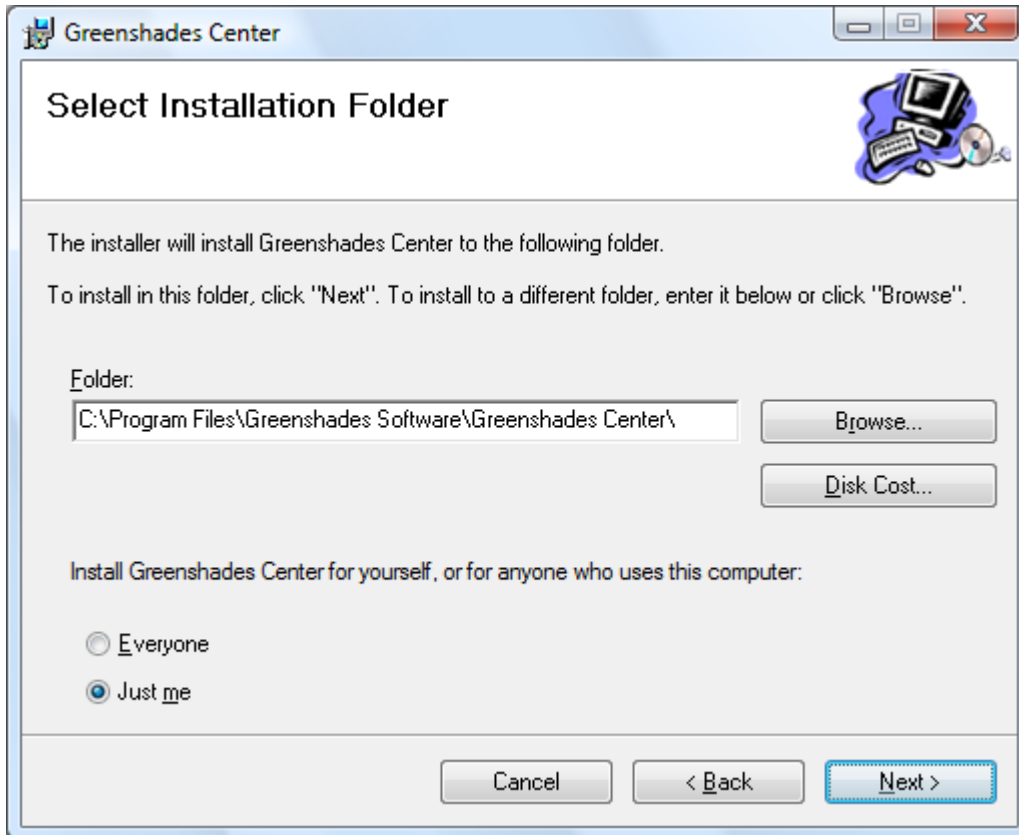 Greenshades Center
Select Installation Folder
The installer will install Greenshades Center to the following folder.
To install in this folder, click "Next". To install to a different folder, enter it below or click "Browse".
Folder:
C:\Program Files\Greenshades Software\Greenshades Center\
Browse...
Disk Cost...
Install Greenshades Center for yourself, or for anyone who uses this computer:
Everyone
Just me
Cancel
< Back
Next >